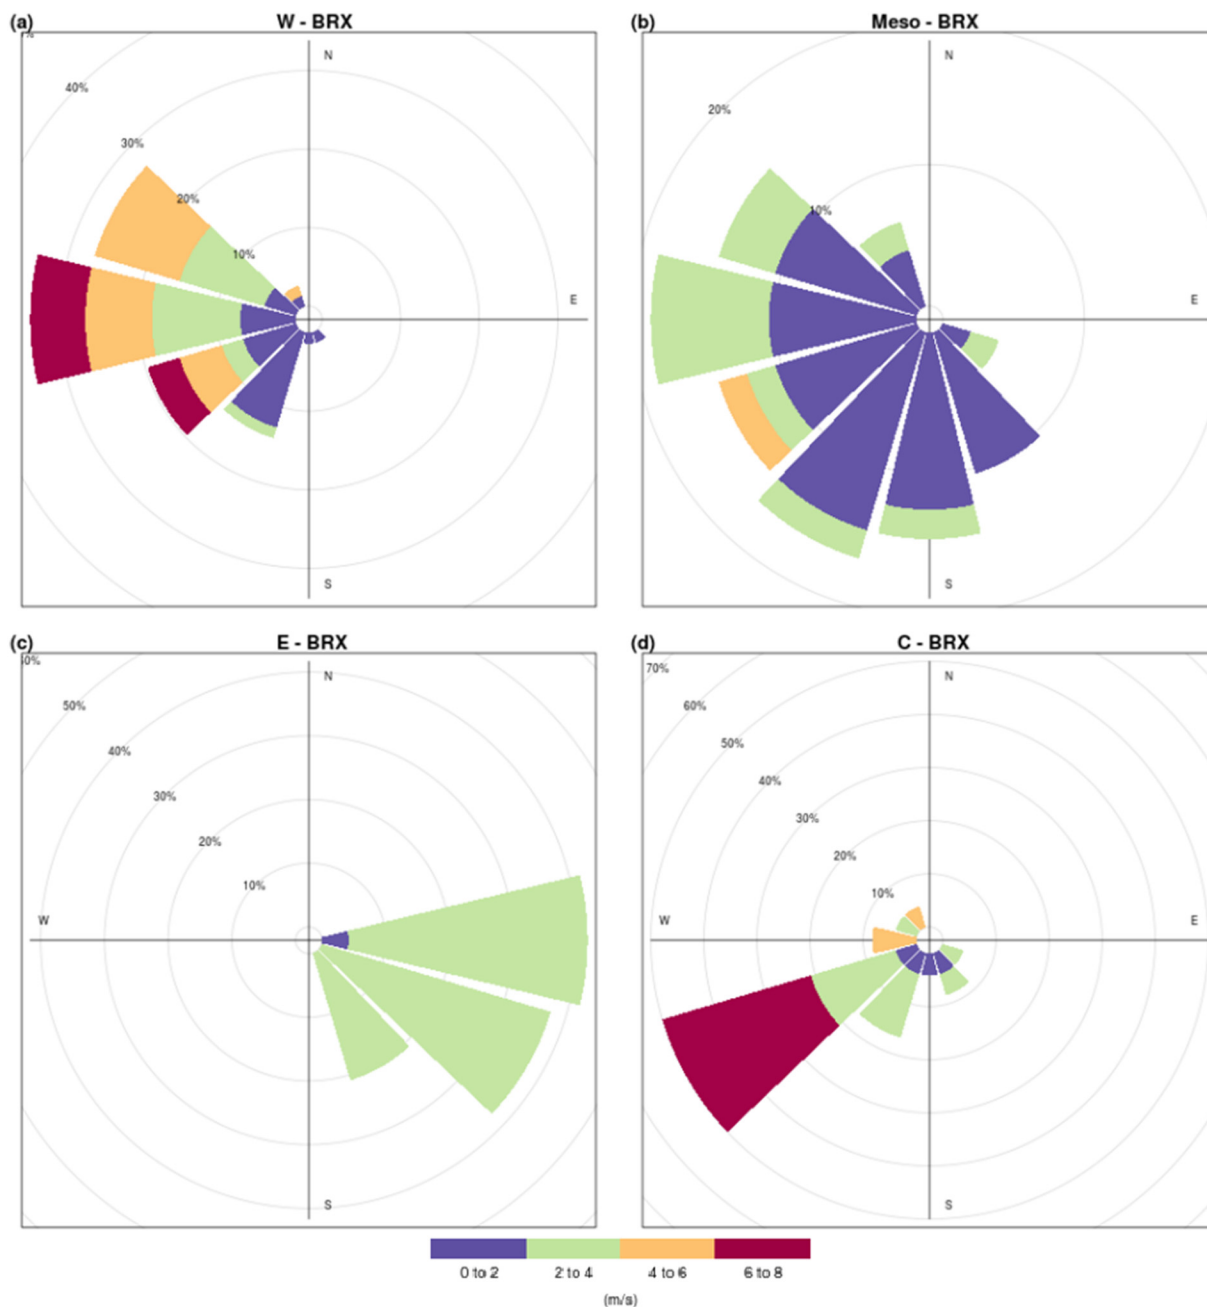 (a) W - BRX
N
40%
30%
20%
10%
E
S
(b) Meso - BRX
N
20%
10%
E
S
(c) E - BRX
N
50%
40%
30%
20%
10%
W
S
(d) C - BRX
70%
N
60%
50%
40%
30%
20%
10%
W
E
S
0 to 2 2 to 4 4 to 6 6 to 8
(m/s)